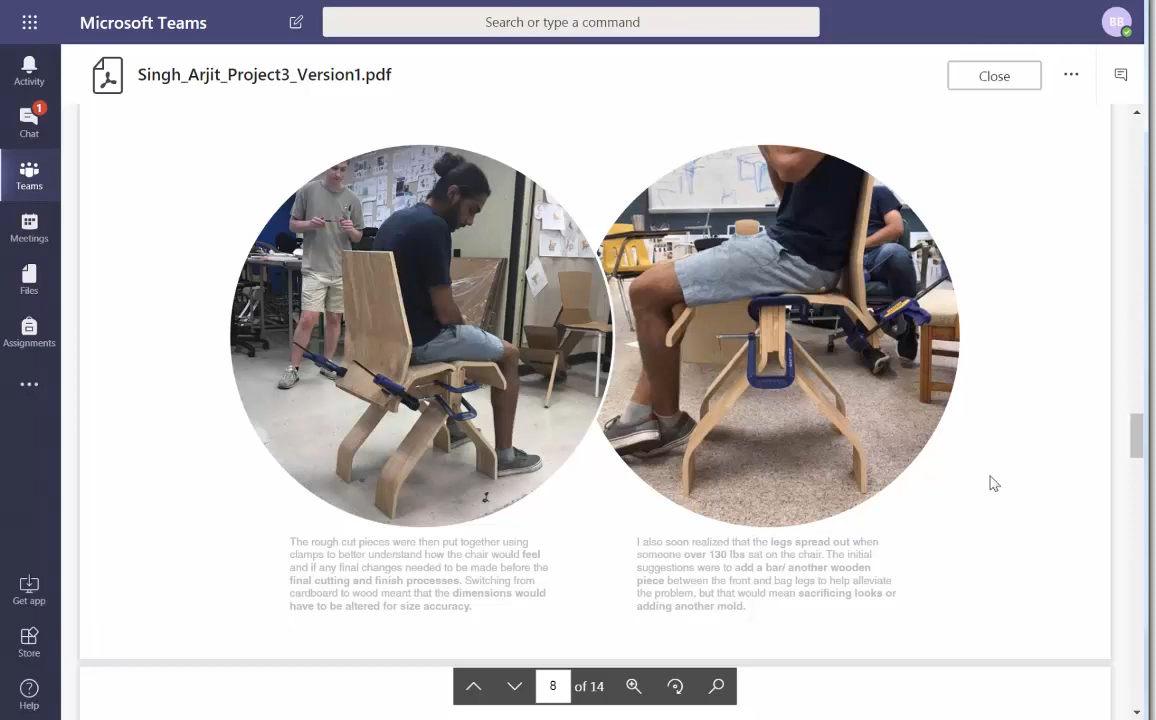 Microsoft Teams
Search or type a command
BB
Activity
Singh_Arjit_Project3_Version1.pdf
Close
1
Chat
Teams
Meetings
Files
Assignments
The rough cut pieces were then put together using
clamps to better understand how the chair would feel
and if any final changes needed to be made before the
final cutting and finish processes. Switching from
cardboard to wood meant that the dimensions would
have to be altered for size accuracy.
I also soon realized that the legs spread out when
someone over 130 lbs sat on the chair. The initial
suggestions were to add a bar/ another wooden
piece between the front and bag legs to help alleviate
the problem, but that would mean sacrificing looks or
adding another mold.
Get app
Store
Help
8 of 14